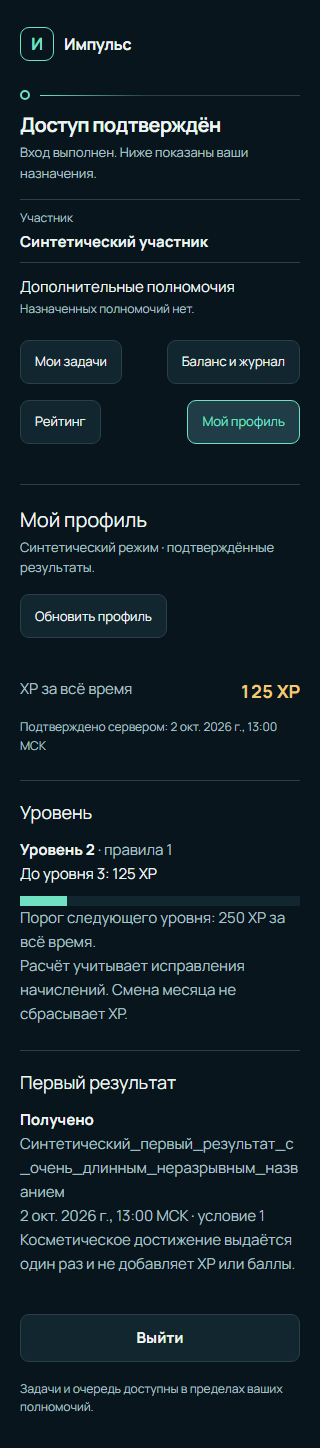 И Импульс
Доступ подтверждён
Вход выполнен. Ниже показаны ваши
назначения.
Участник
Синтетический участник
Дополнительные полномочия
Назначенных полномочий нет.
Мои задачи Баланс и журнал
Рейтинг Мой профиль
Мой профиль
Синтетический режим · подтверждённые
результаты.
Обновить профиль
XP за всё время 125 XP
Подтверждено сервером: 2 окт. 2026 г., 13:00
МСК
Уровень
Уровень 2 · правила 1
До уровня 3: 125 XP
Порог следующего уровня: 250 XP за
всё время.
Расчёт учитывает исправления
начислений. Смена месяца не
сбрасывает XP.
Первый результат
Получено
Синтетический_первый_результат_с
_очень_длинным_неразрывным_назв
анием
2 окт. 2026 г., 13:00 МСК · условие 1
Косметическое достижение выдаётся
один раз и не добавляет XP или баллы.
Выйти
Задачи и очередь доступны в пределах ваших
полномочий.